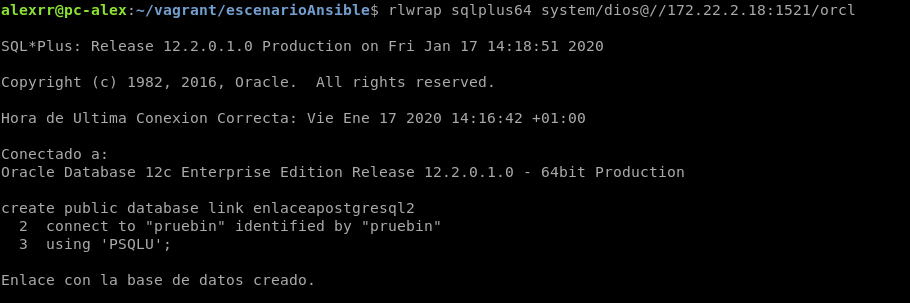 alexrr@pc-alex:~/vagrant/escenarioAnsible$ rlwrap sqlplus64 system/dios@//172.22.2.18:1521/orcl
SQL*Plus: Release 12.2.0.1.0 Production on Fri Jan 17 14:18:51 2020
Copyright (c) 1982, 2016, Oracle.  All rights reserved.
Hora de Ultima Conexion Correcta: Vie Ene 17 2020 14:16:42 +01:00
Conectado a:
Oracle Database 12c Enterprise Edition Release 12.2.0.1.0 - 64bit Production
create public database link enlaceapostgresql2
  2  connect to "pruebin" identified by "pruebin"
  3  using 'PSQLU';
Enlace con la base de datos creado.